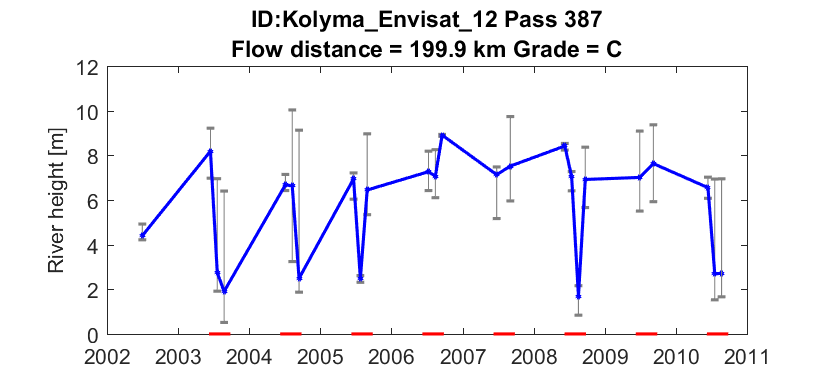 ID:Kolyma_Envisat_12 Pass 387
Flow distance = 199.9 km Grade = C
River height [m]
12
10
8
6
4
2
0
2002 2003 2004 2005 2006 2007 2008 2009 2010 2011